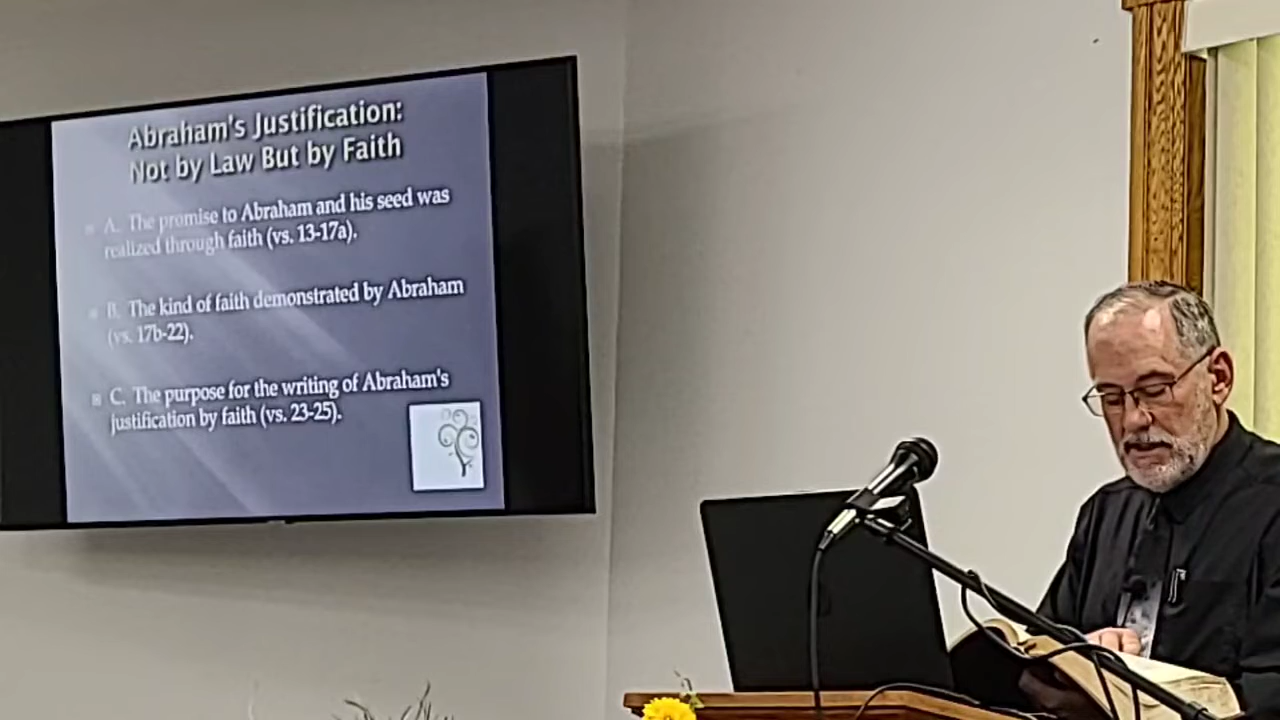 Abraham's Justification:
Not by Law But by Faith
A. The promise to Abraham and his seed was
realized through faith (vs. 13-17a).
B. The kind of faith demonstrated by Abraham
(vs. 17b-22).
C. The purpose for the writing of Abraham's
justification by faith (vs. 23-25).